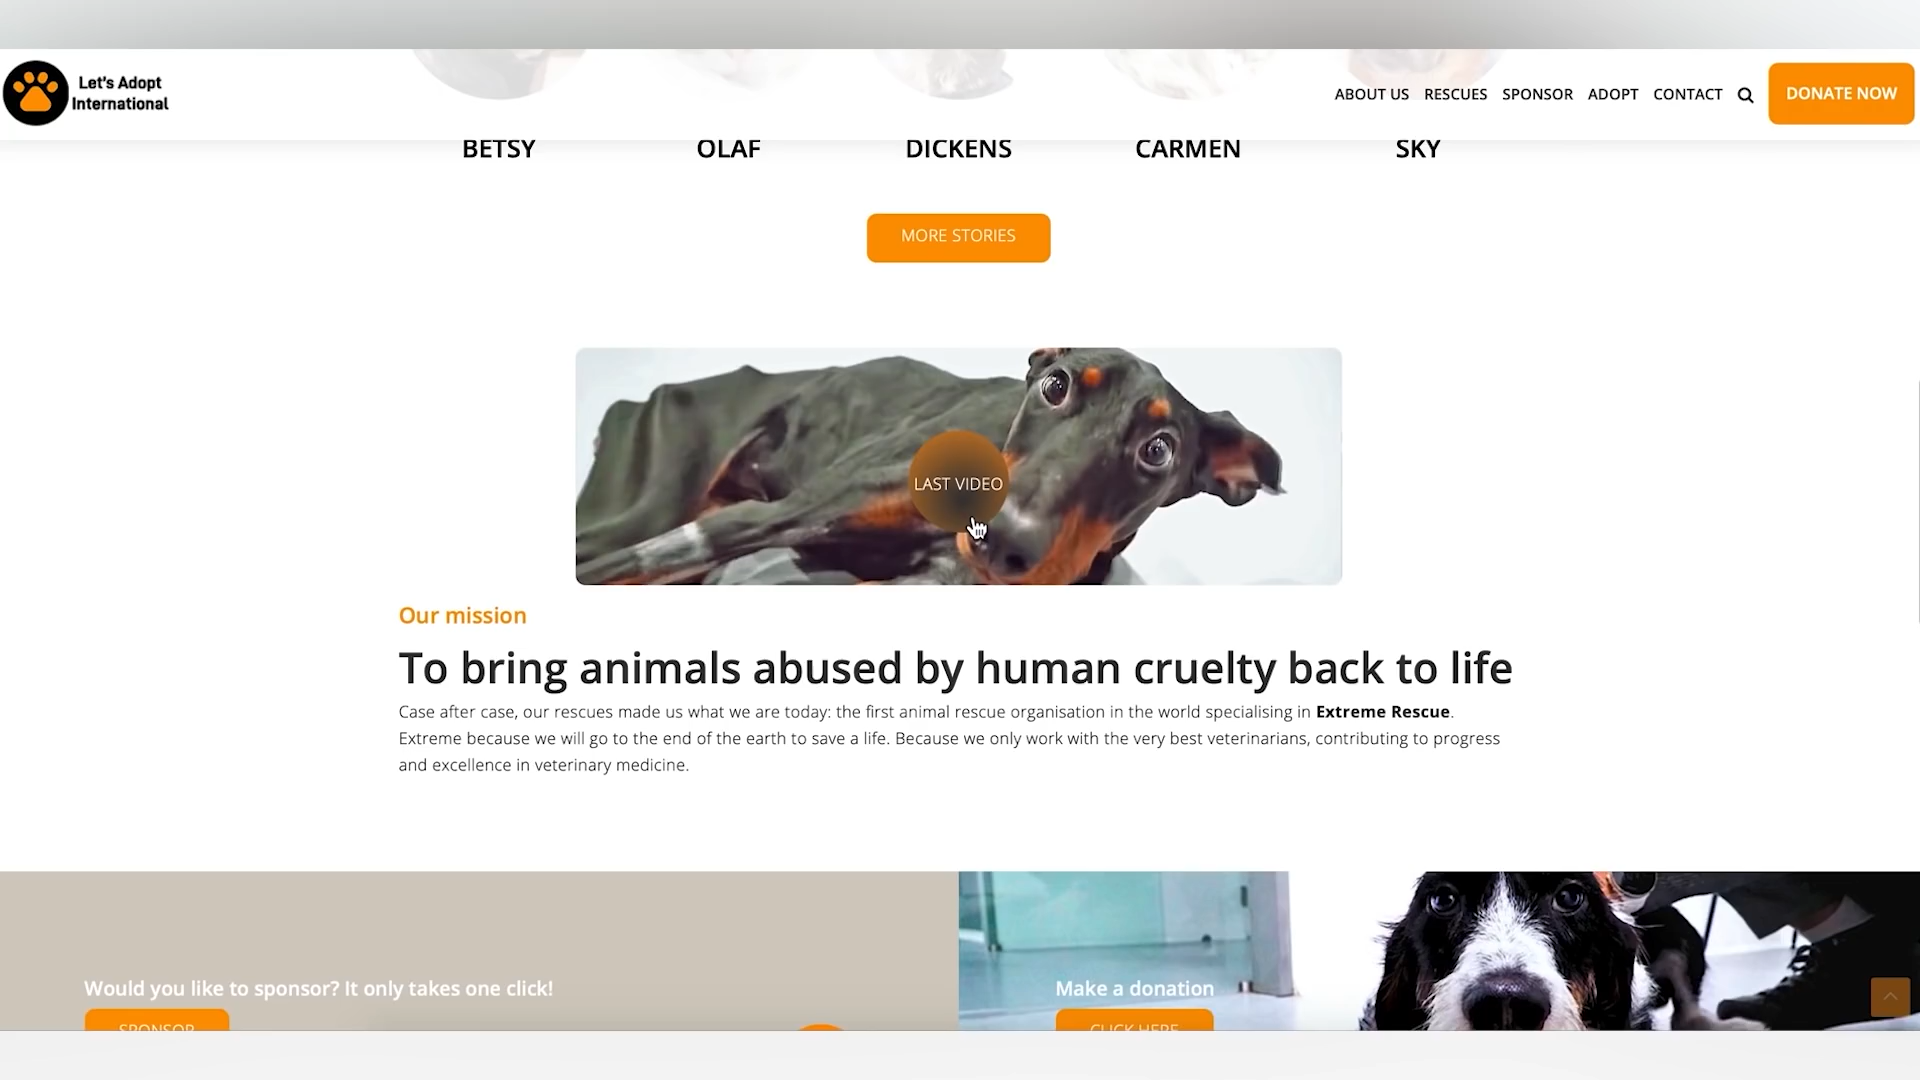 Let's Adopt
International
ABOUT US RESCUES SPONSOR ADOPT CONTACT
DONATE NOW
BETSY OLAF DICKENS CARMEN SKY
MORE STORIES
LAST VIDEO
Our mission
To bring animals abused by human cruelty back to life
Case after case, our rescues made us what we are today: the first animal rescue organisation in the world specialising in Extreme Rescue.
Extreme because we will go to the end of the earth to save a life. Because we only work with the very best veterinarians, contributing to progress
and excellence in veterinary medicine.
Would you like to sponsor? It only takes one click!
SPONSOR
Make a donation
CLICK HERE